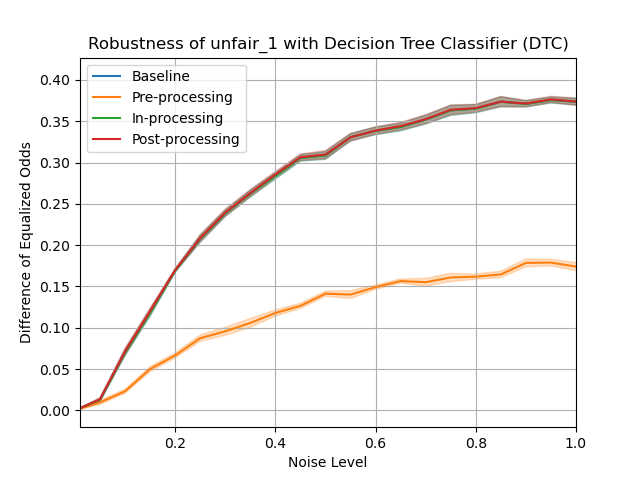 Robustness of unfair_1 with Decision Tree Classifier (DTC)
Baseline
Pre-processing
In-processing
Post-processing
Difference of Equalized Odds
0.40
0.35
0.30
0.25
0.20
0.15
0.10
0.05
0.00
0.2 0.4 0.6 0.8 1.0
Noise Level